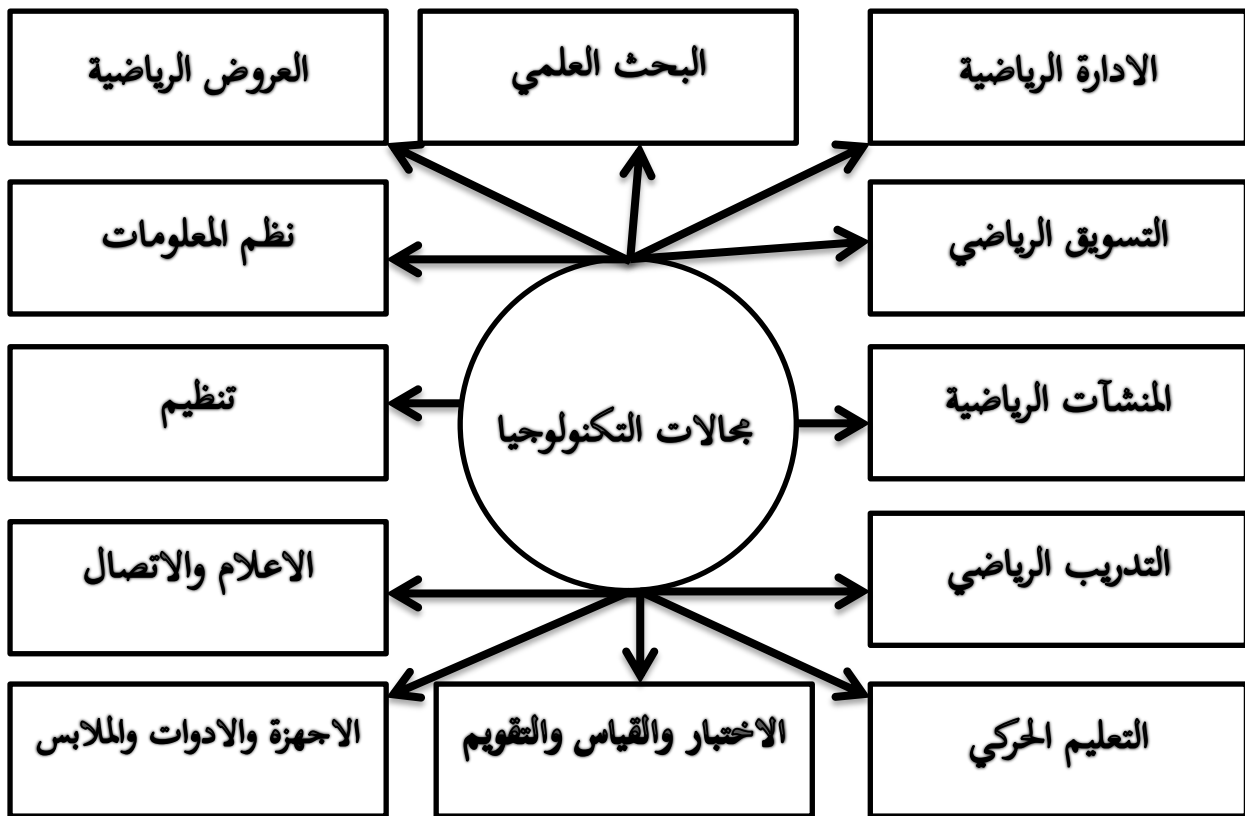 الادارة الرياضية
البحث العلمي
العروض الرياضية
التسويق الرياضي
نظم المعلومات
المنشآت الرياضية
مجالات التكنولوجيا
تنظيم
التدريب الرياضي
الاعلام والاتصال
التعليم الحركي
الاختبار والقياس والتقويم
الاجهزة والادوات والملابس